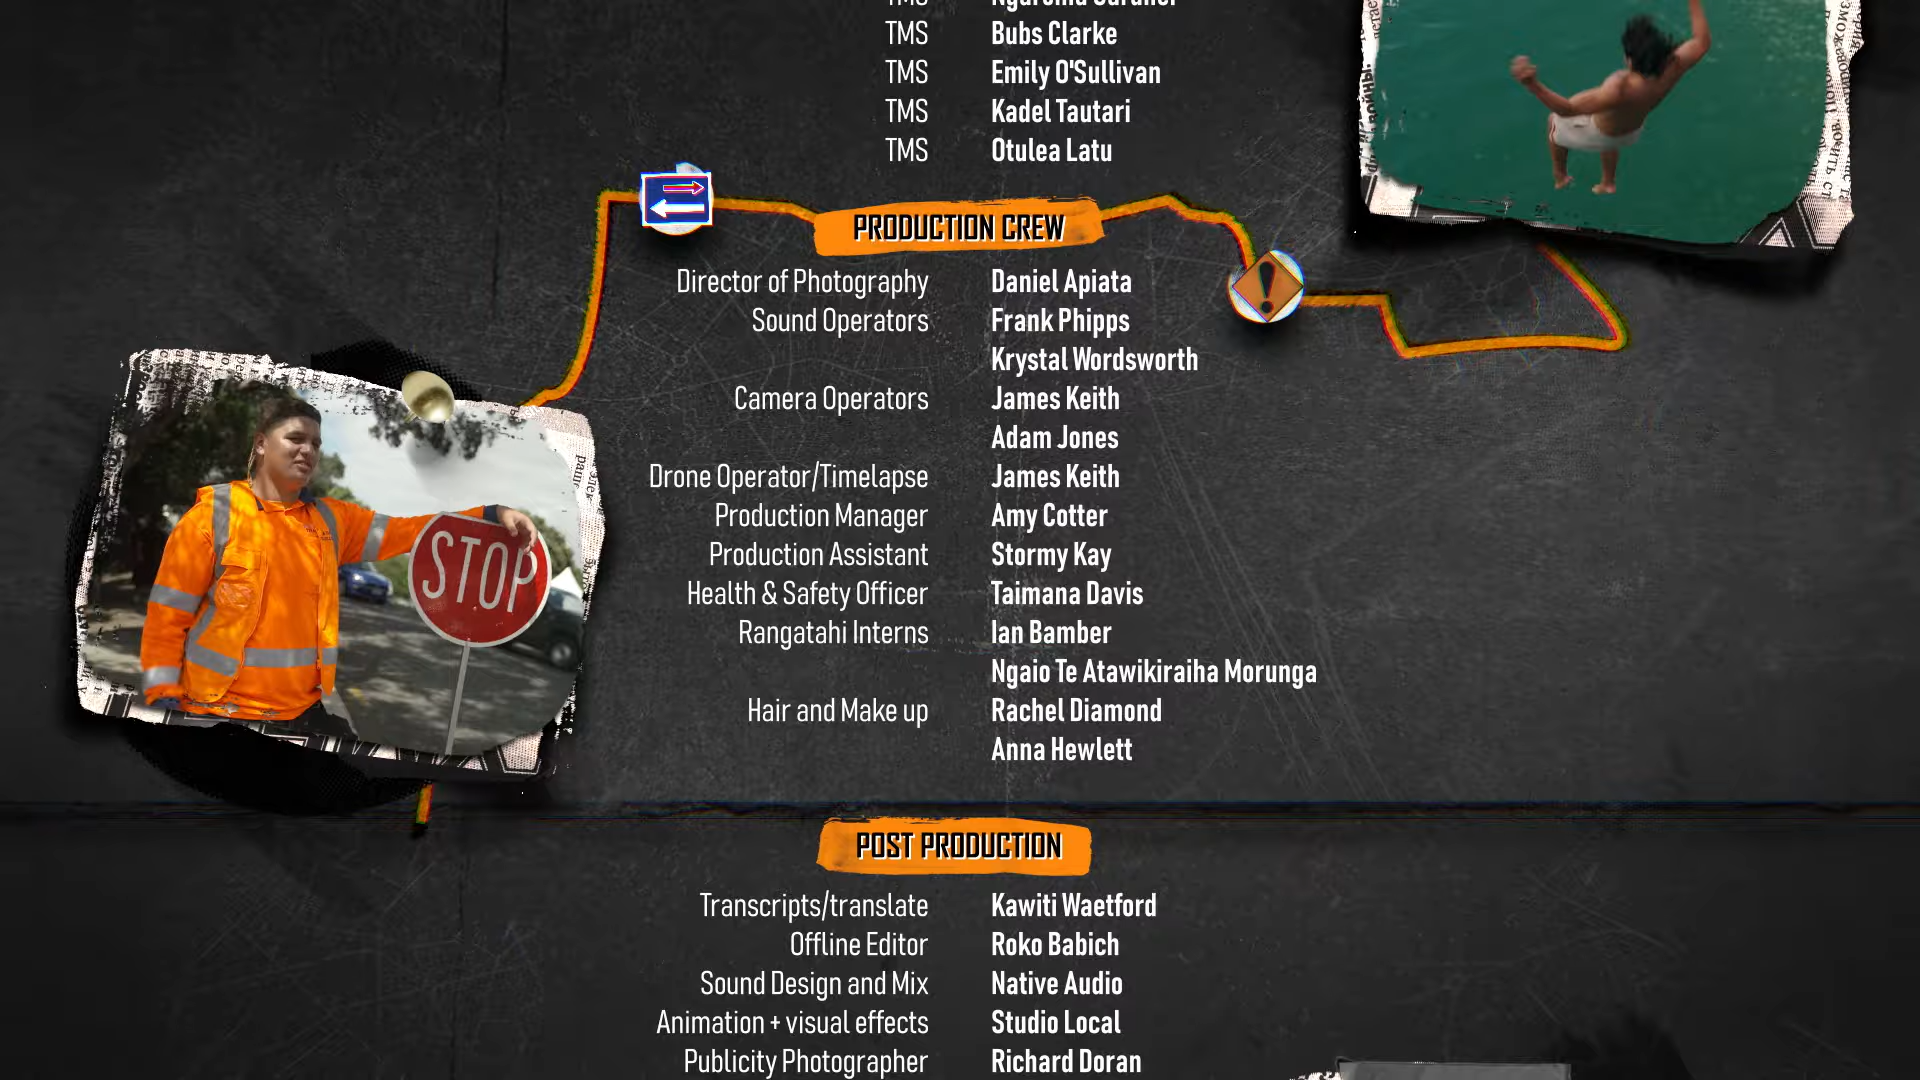 TMS
TMS Bubs Clarke
TMS Emily O'Sullivan
TMS Kadel Tautari
TMS Otulea Latu
PRODUCTION CREW
Director of Photography Daniel Apiata
Sound Operators Frank Phipps
Krystal Wordsworth
Camera Operators James Keith
Adam Jones
Drone Operator/Timelapse James Keith
Production Manager Amy Cotter
Production Assistant Stormy Kay
Health & Safety Officer Taimana Davis
Rangatahi Interns Ian Bamber
Ngaio Te Atawikiraiha Morunga
Hair and Make up Rachel Diamond
Anna Hewlett
STOP
POST PRODUCTION
Transcripts/translate Kawiti Waetford
Offline Editor Roko Babich
Sound Design and Mix Native Audio
Animation + visual effects Studio Local
Publicity Photographer Richard Doran